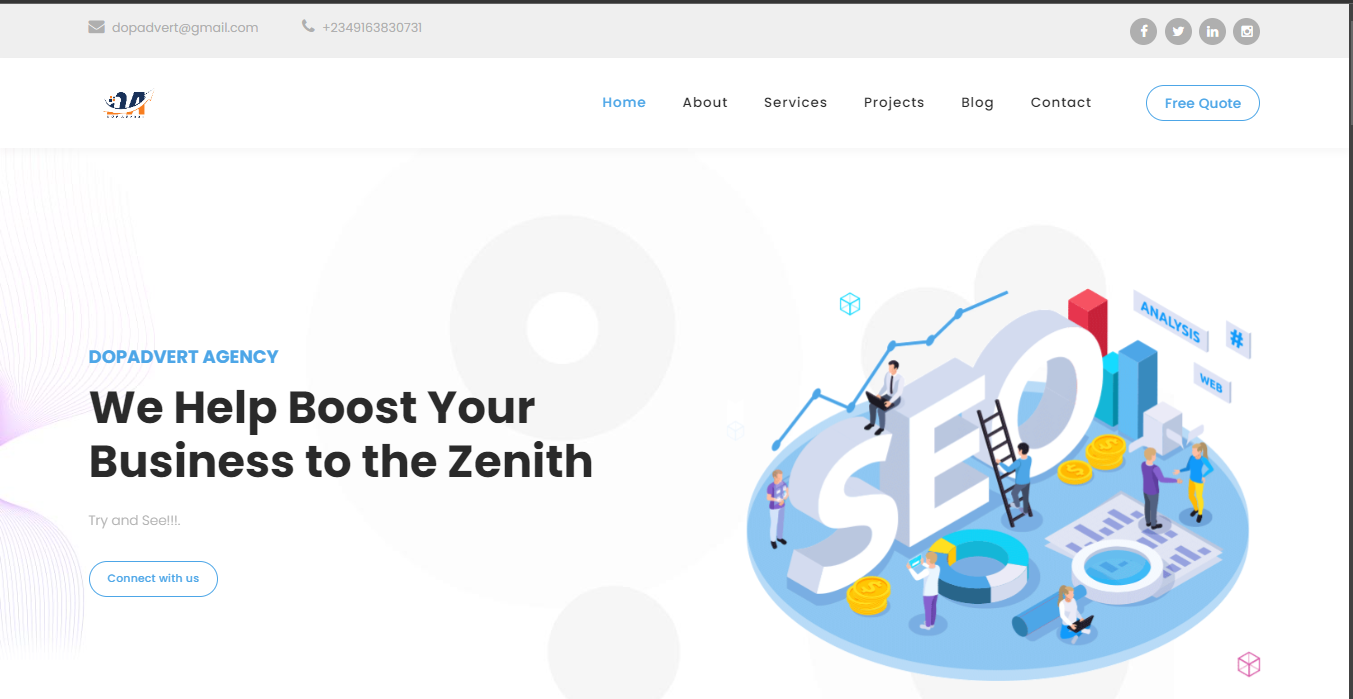 dopadvert@gmail.com
+2349163830731
Home
About
Services
Projects
Blog
Contact
Free Quote
DOPADVERT AGENCY
We Help Boost Your
Business to the Zenith
Try and See!!!.
Connect with us
SEO
ANALYSIS
#
WEB